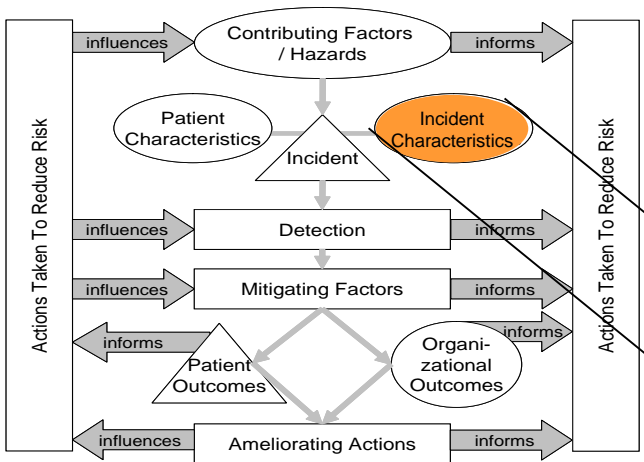 influences
Contributing Factors
/ Hazards
informs
Patient
Characteristics
Incident
Characteristics
Incident
Actions Taken To Reduce Risk
Actions Taken To Reduce Risk
influences
Detection
informs
influences
Mitigating Factors
informs
informs
Patient
Outcomes
Organi-
zational
Outcomes
informs
influences
Ameliorating Actions
informs